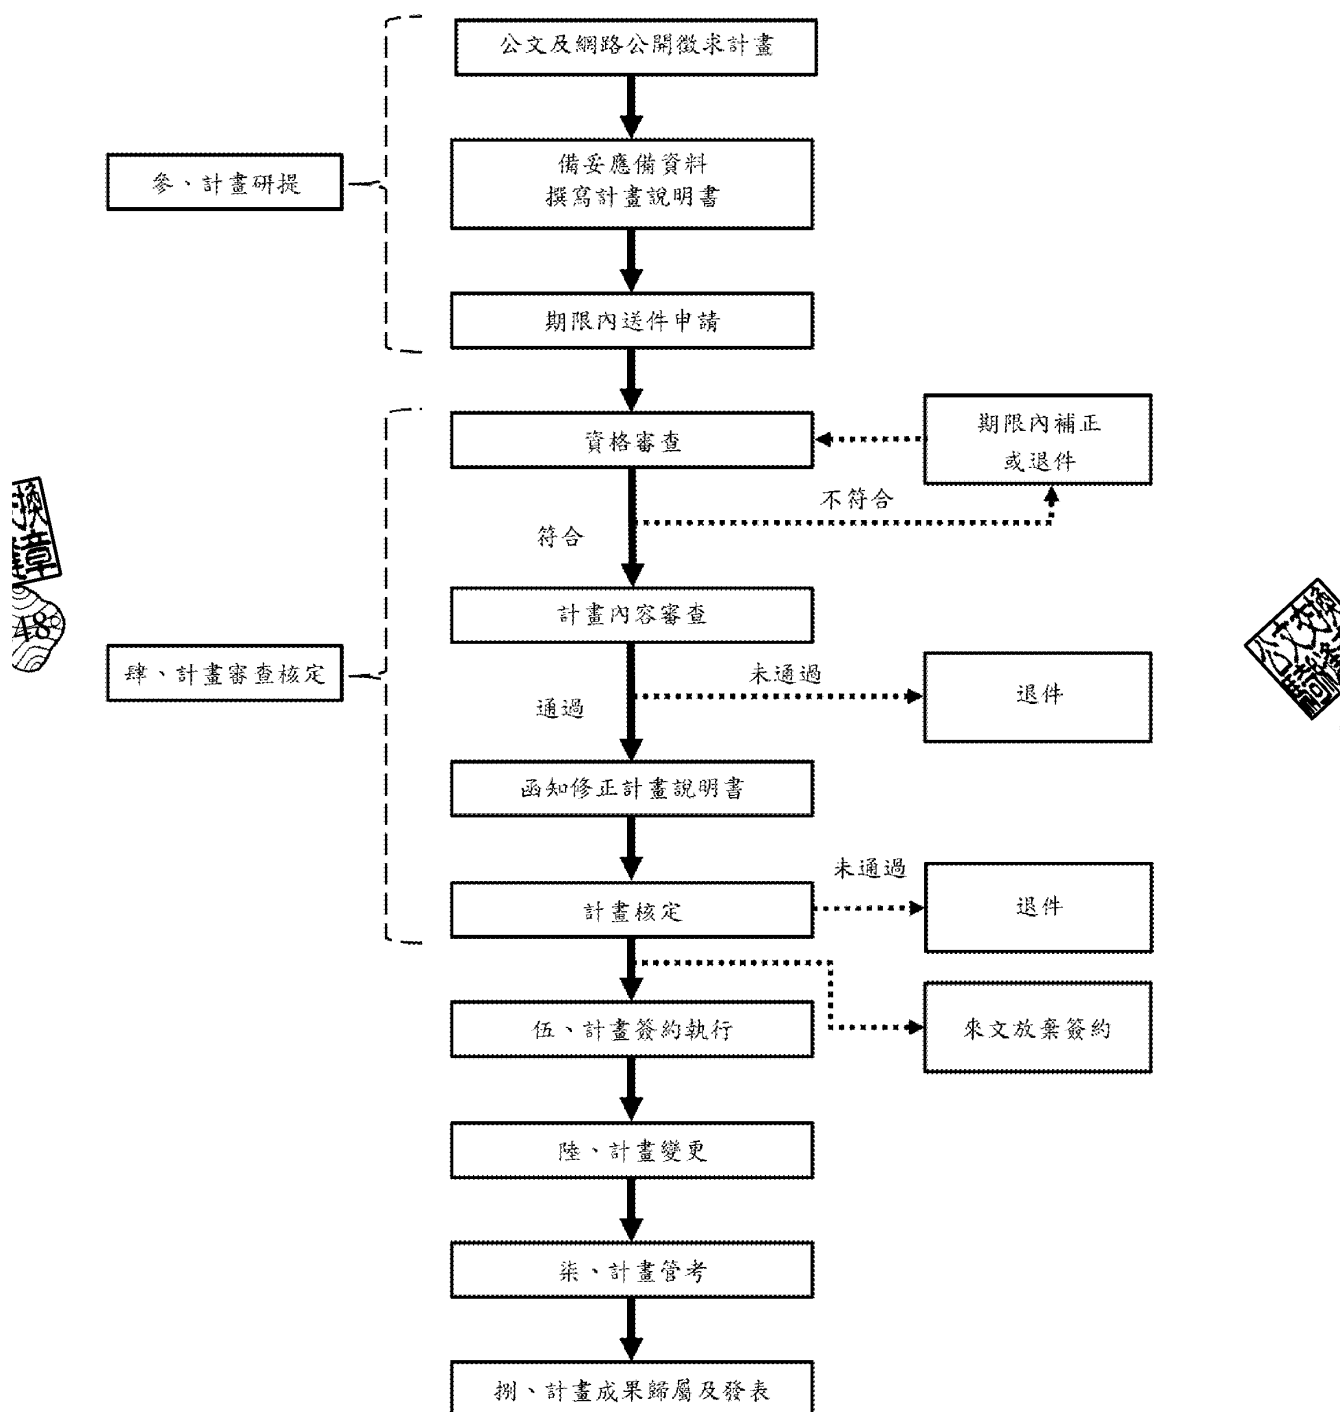 公文及網路公開徵求計畫
備妥應備資料
撰寫計畫說明書
參、計畫研提
期限內送件申請
資格審查
期限內補正
或退件
不符合
符合
計畫內容審查
肆、計畫審查核定
未通過
退件
通過
函知修正計畫說明書
未通過
計畫核定
退件
伍、計畫簽約執行
來文放棄簽約
陸、計畫變更
柒、計畫管考
捌、計畫成果歸屬及發表
換
章
48
公文